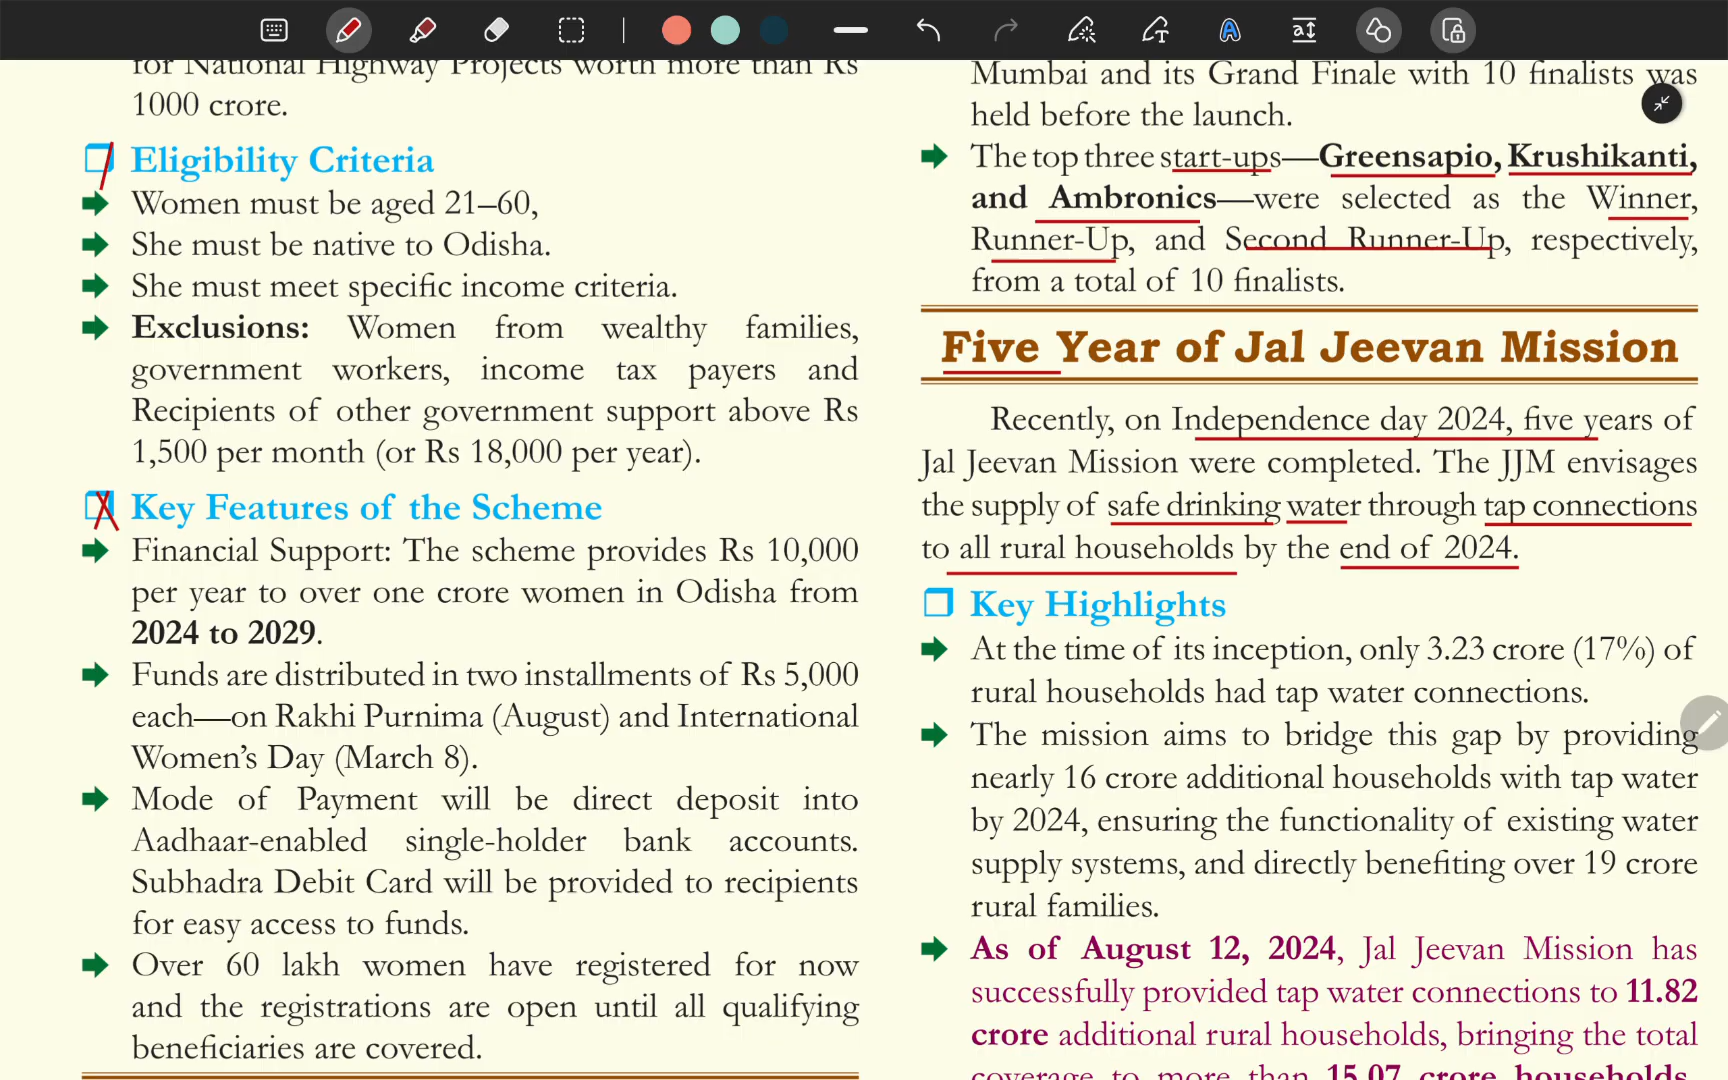 for National Highway Projects worth more than Rs
1000 crore.
Eligibility Criteria
Women must be aged 21–60,
She must be native to Odisha.
She must meet specific income criteria.
Exclusions: Women from wealthy families,
government workers, income tax payers and
Recipients of other government support above Rs
1,500 per month (or Rs 18,000 per year).
Key Features of the Scheme
Financial Support: The scheme provides Rs 10,000
per year to over one crore women in Odisha from
2024 to 2029.
Funds are distributed in two installments of Rs 5,000
each—on Rakhi Purnima (August) and International
Women’s Day (March 8).
Mode of Payment will be direct deposit into
Aadhaar-enabled single-holder bank accounts.
Subhadra Debit Card will be provided to recipients
for easy access to funds.
Over 60 lakh women have registered for now
and the registrations are open until all qualifying
beneficiaries are covered.
Mumbai and its Grand Finale with 10 finalists was
held before the launch.
The top three start-ups—Greensapio, Krushikanti,
and Ambronics—were selected as the Winner,
Runner-Up, and Second Runner-Up, respectively,
from a total of 10 finalists.
Five Year of Jal Jeevan Mission
Recently, on Independence day 2024, five years of
Jal Jeevan Mission were completed. The JJM envisages
the supply of safe drinking water through tap connections
to all rural households by the end of 2024.
Key Highlights
At the time of its inception, only 3.23 crore (17%) of
rural households had tap water connections.
The mission aims to bridge this gap by providing
nearly 16 crore additional households with tap water
by 2024, ensuring the functionality of existing water
supply systems, and directly benefiting over 19 crore
rural families.
As of August 12, 2024, Jal Jeevan Mission has
successfully provided tap water connections to 11.82
crore additional rural households, bringing the total
coverage to more than 15.07 crore households,